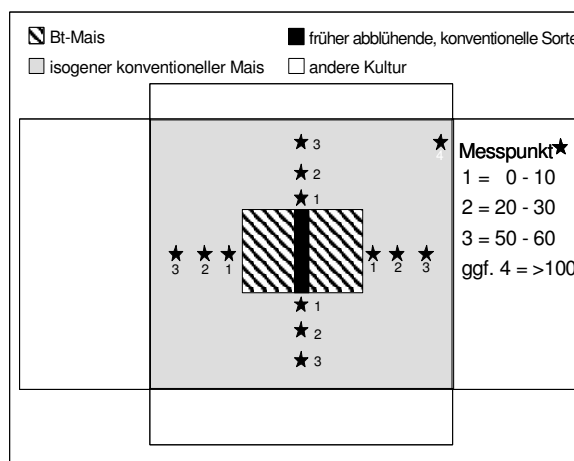 Bt-Mais
früher abblühende, konventionelle Sorte
isogener konventioneller Mais
andere Kultur
3
4
Messpunkt
2
1 = 0 - 10
1
2 = 20 - 30
3 = 50 - 60
3 2 1
1 2 3
ggf. 4 = >100
1
2
3